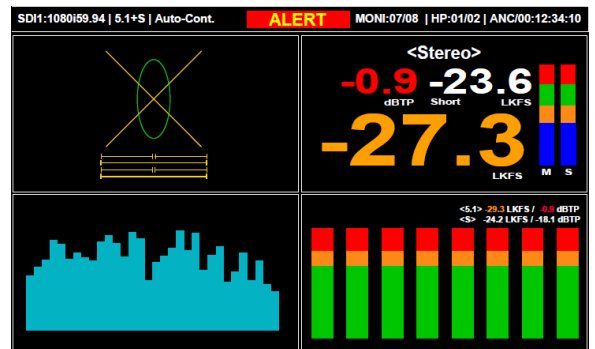 SDI1:1080i59.94 | 5.1+S | Auto-Cont. ALERT MONI:07/08 | HP:01/02 | ANC/00:12:34:10
<Stereo>
-0.9 -23.6
dBTP Short LKFS
-27.3
LKFS M S
<5.1> -29.3 LKFS / -0.9 dBTP
<S> -24.2 LKFS / -18.1 dBTP